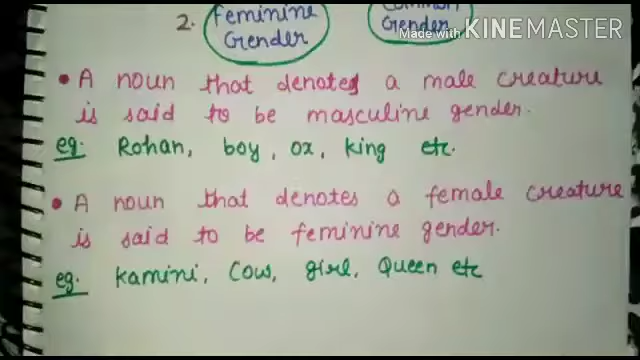 2. Feminine Gender
Common Gender
Made with KINEMASTER
• A noun that denotes a male creature
is said to be masculine gender.
eg. Rohan, boy, ox, king etc.
• A noun that denotes a female creature
is said to be feminine gender.
eg. Kamini, Cow, girl, Queen etc